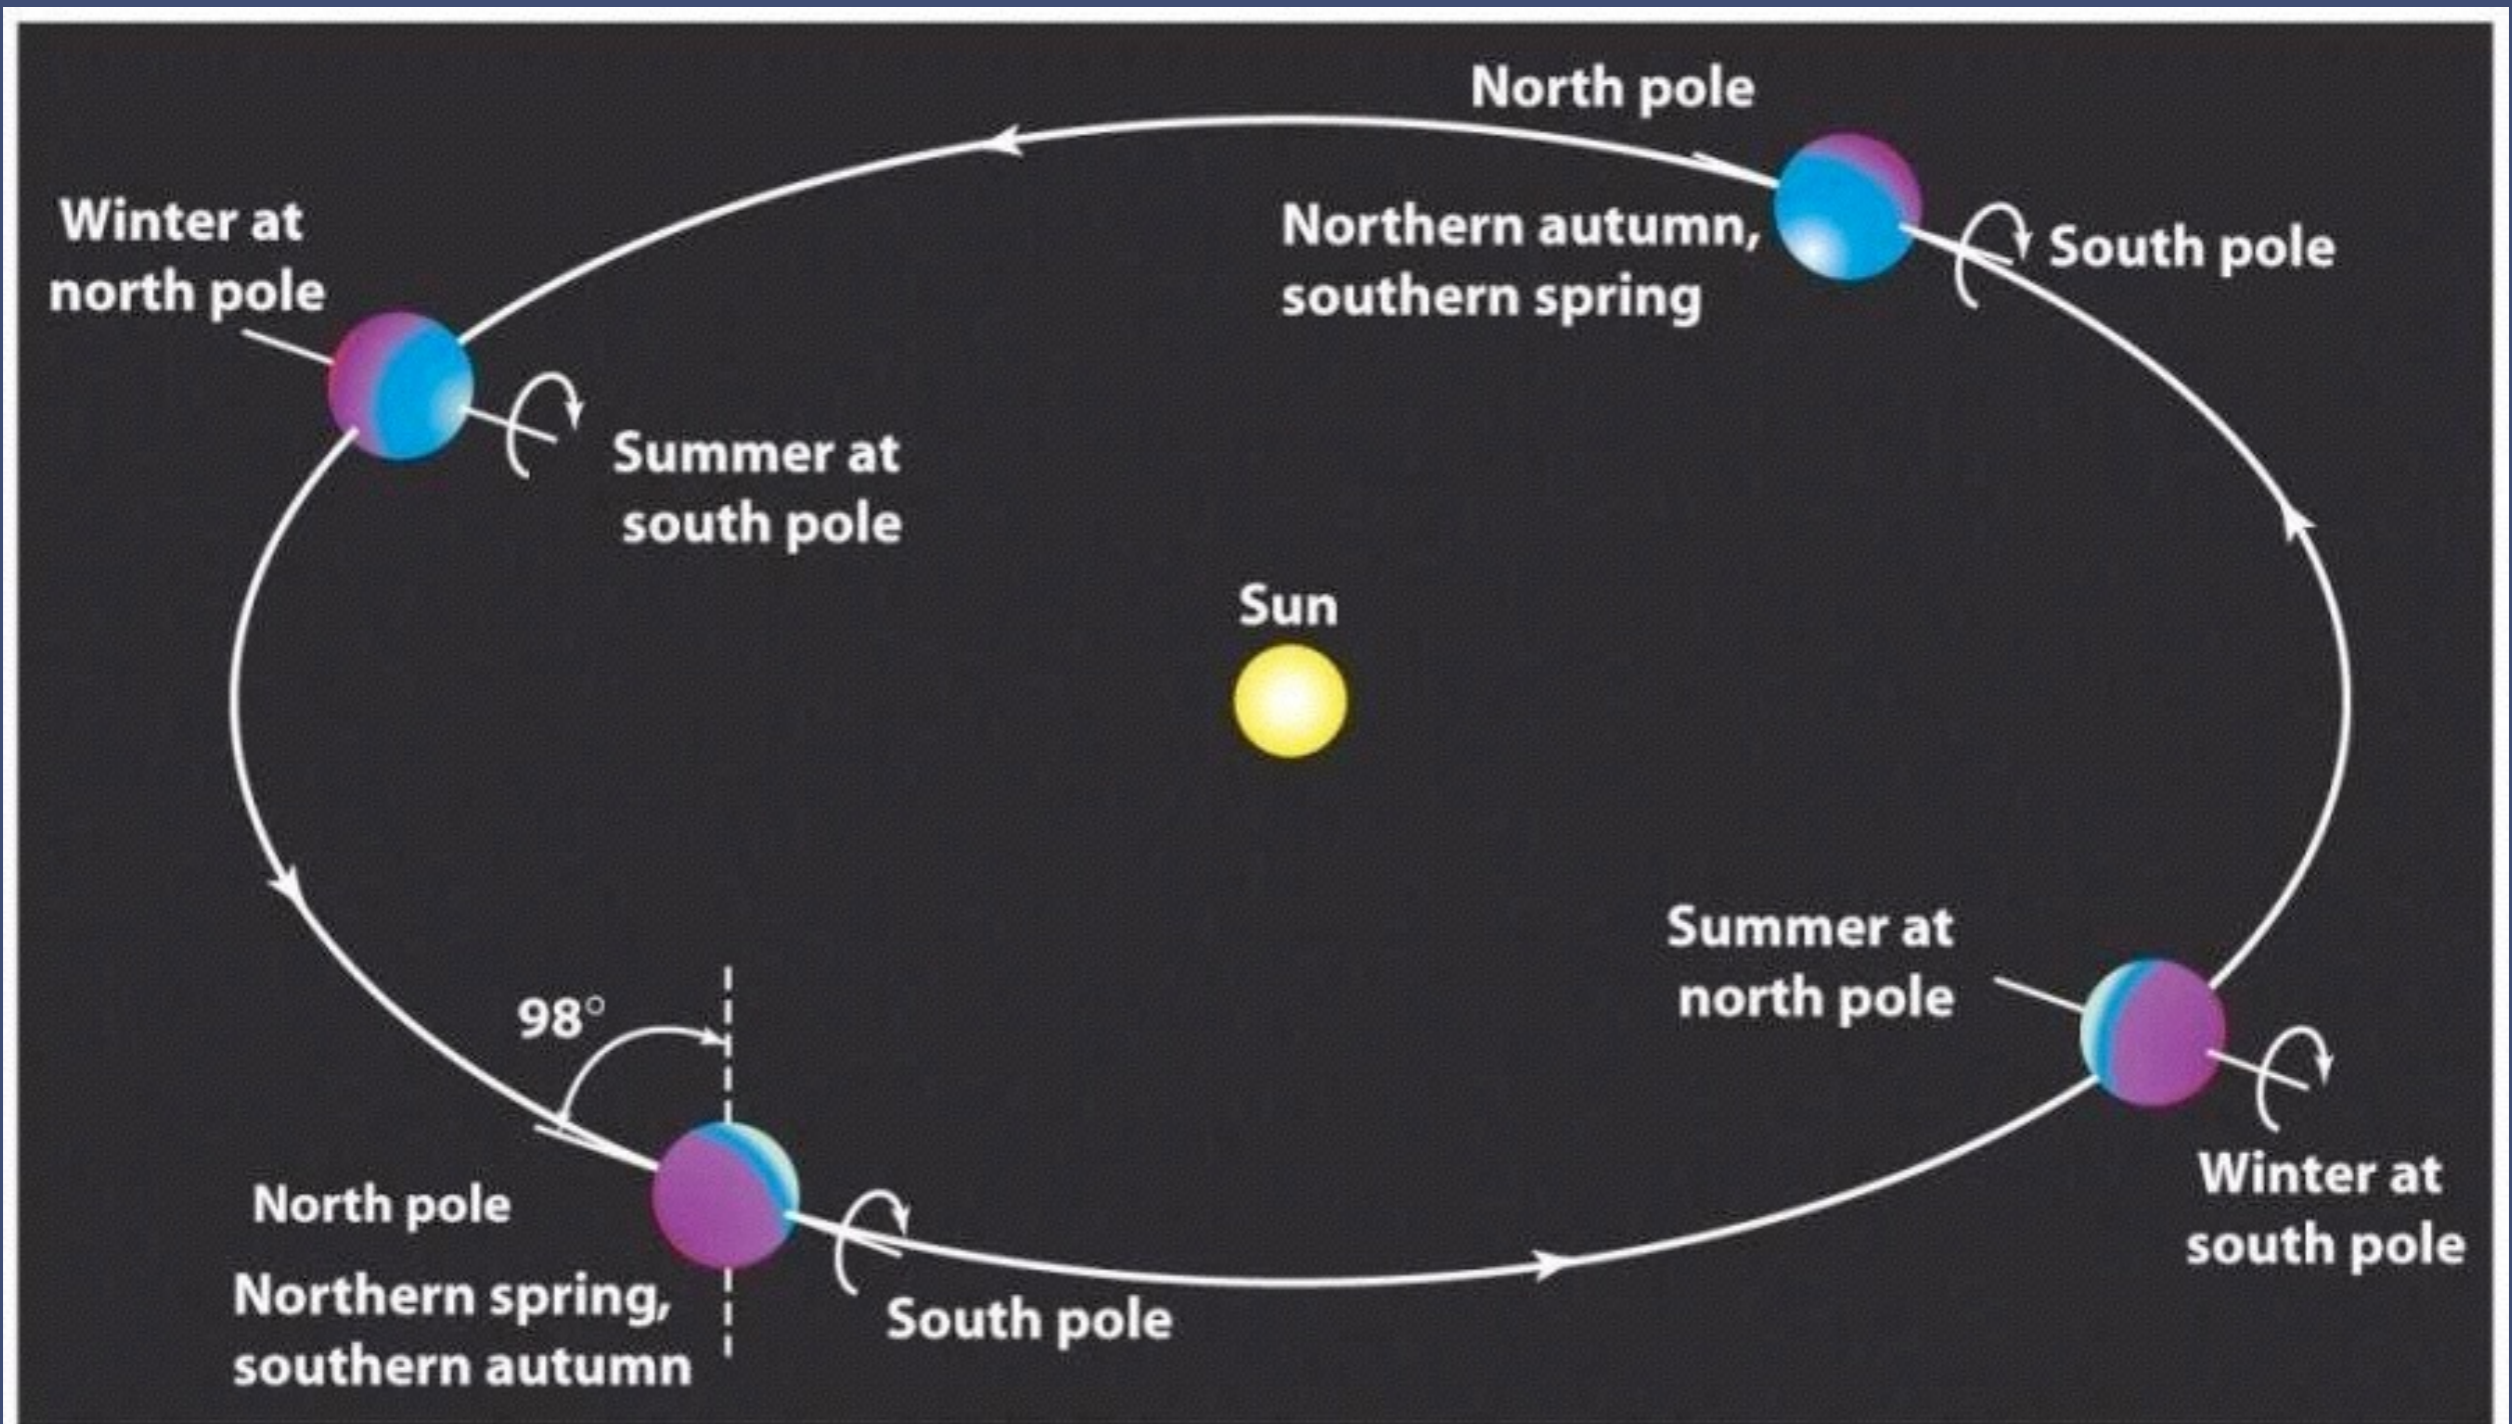 North pole
Winter at
north pole
Northern autumn,
southern spring
South pole
Summer at
south pole
Sun
Summer at
north pole
98°
North pole
Northern spring,
southern autumn
South pole
Winter at
south pole